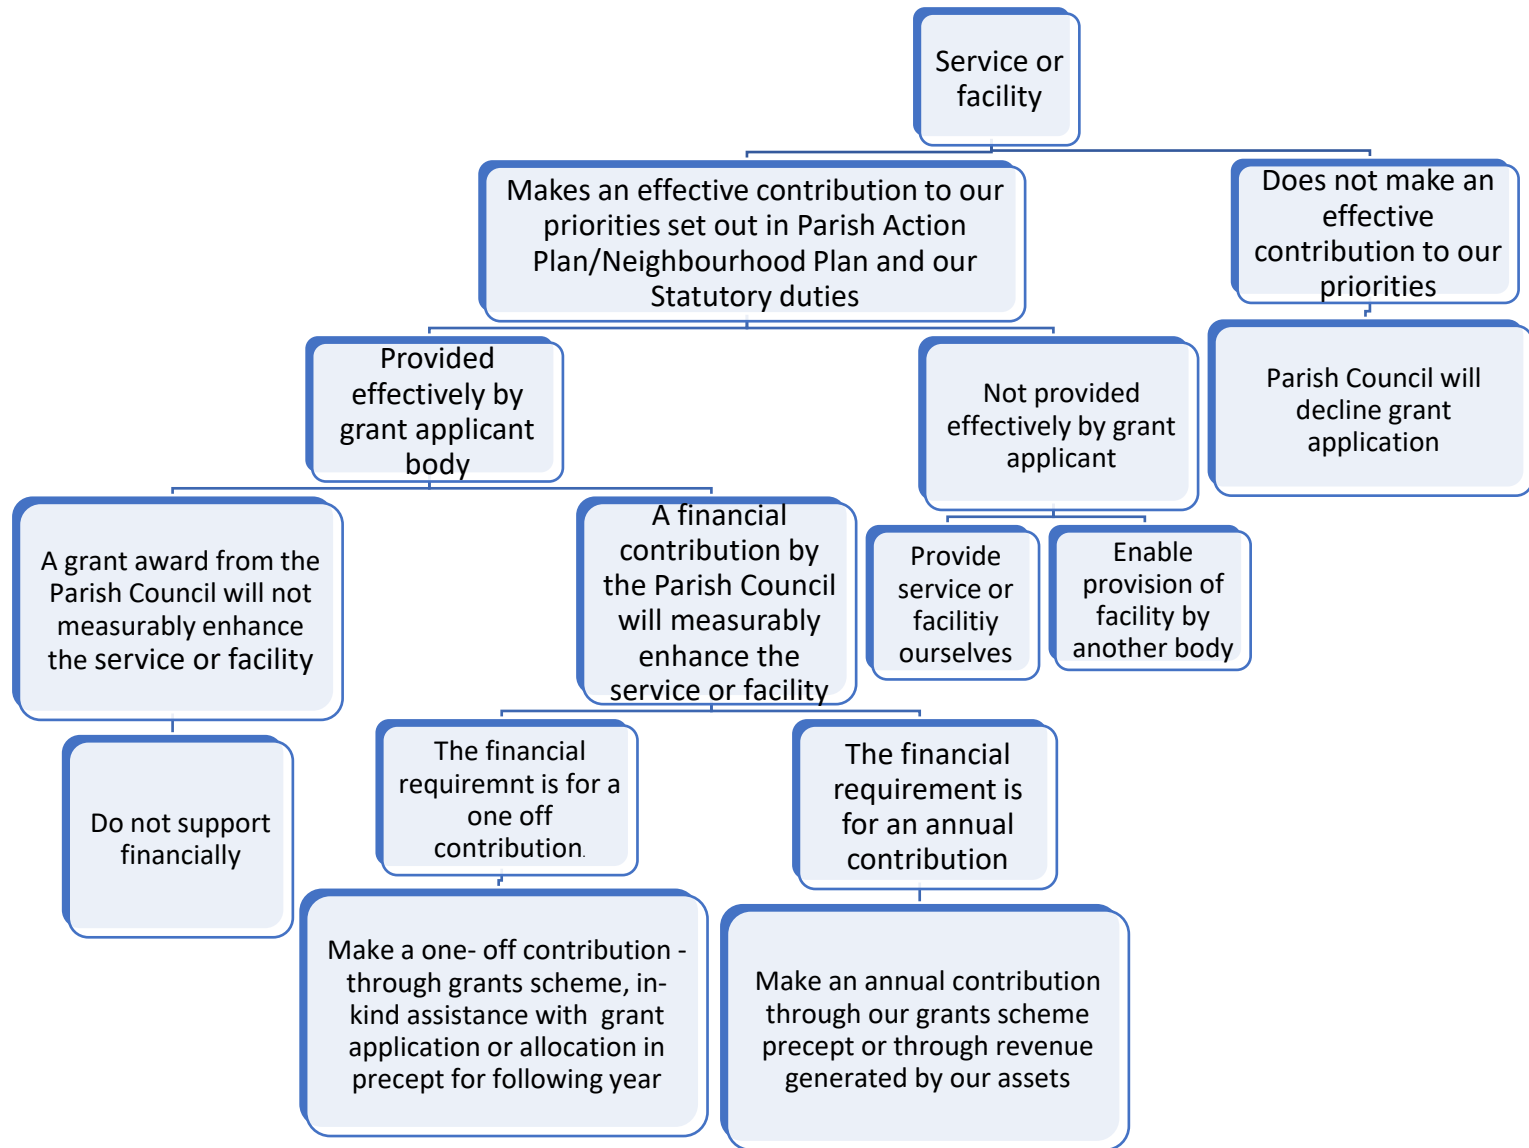 Service or
facility
Makes an effective contribution to our
priorities set out in Parish Action
Plan/Neighbourhood Plan and our
Statutory duties
Does not make an
effective
contribution to our
priorities
Provided
effectively by
grant applicant
body
Not provided
effectively by grant
applicant
Parish Council will
decline grant
application
A grant award from the
Parish Council will not
measurably enhance
the service or facility
A financial
contribution by
the Parish Council
will measurably
enhance the
service or facility
Provide
service or
facilitiy
ourselves
Enable
provision of
facility by
another body
Do not support
financially
The financial
requiremnt is for a
one off
contribution.
The financial
requirement is
for an annual
contribution
Make a one- off contribution -
through grants scheme, in-
kind assistance with grant
application or allocation in
precept for following year
Make an annual contribution
through our grants scheme
precept or through revenue
generated by our assets